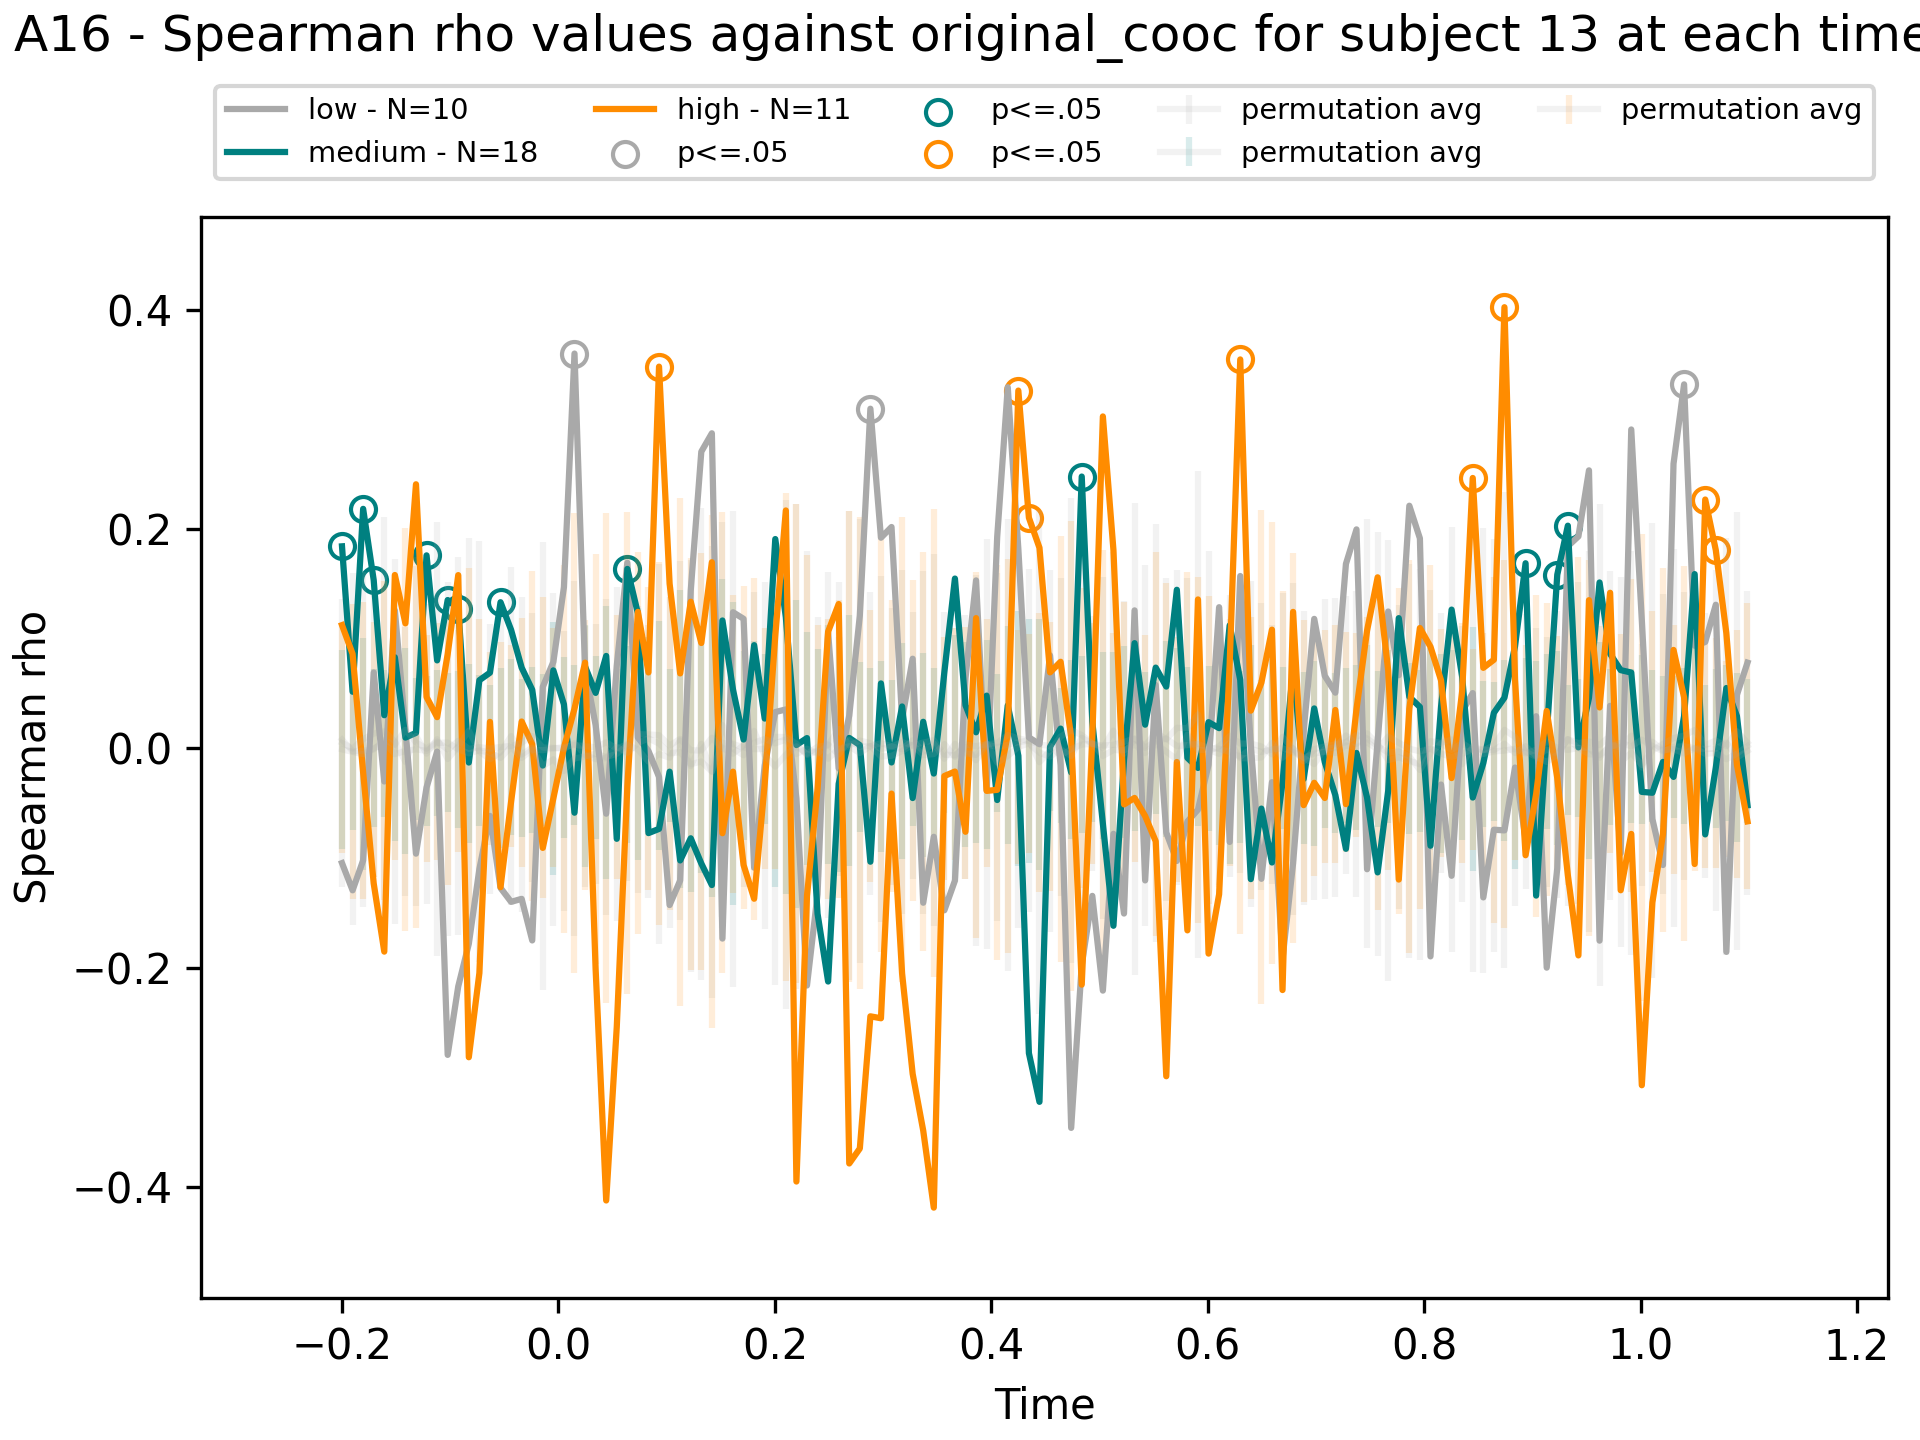 A16 - Spearman rho values against original_cooc for subject 13 at each time
low - N=10 high - N=11 p<=.05 permutation avg permutation avg
medium - N=18 p<=.05 p<=.05 permutation avg
0.4
0.2
0.0
−0.2
−0.4
Spearman rho
−0.2 0.0 0.2 0.4 0.6 0.8 1.0 1.2
Time